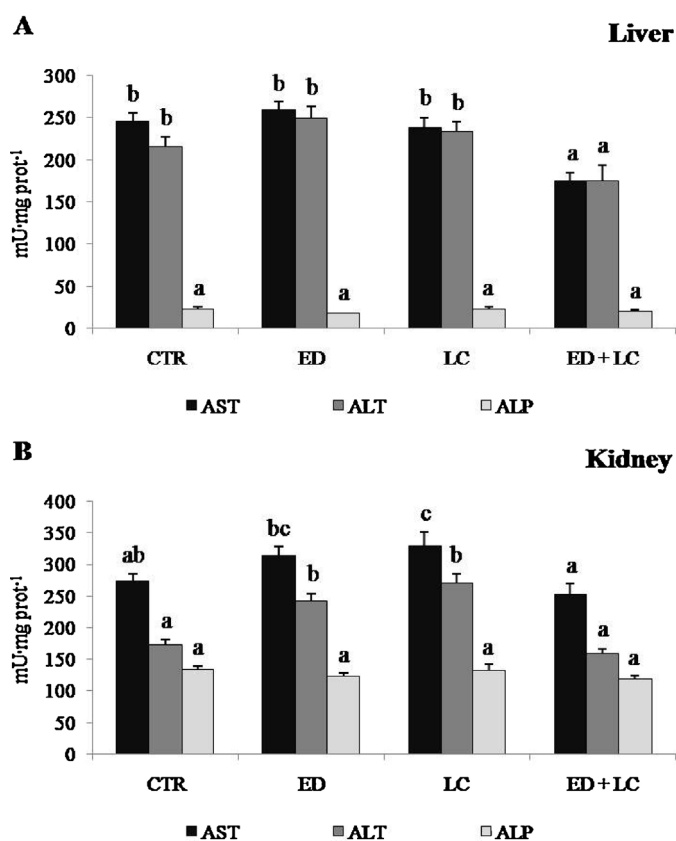 A
Liver
b b a b b a b b a a a a
mU·mg prot-1
300
250
200
150
100
50
0
CTR ED LC ED + LC
AST ALT ALP
B
Kidney
ab a a bc b a c b a a a a
mU·mg prot-1
400
350
300
250
200
150
100
50
0
CTR ED LC ED + LC
AST ALT ALP